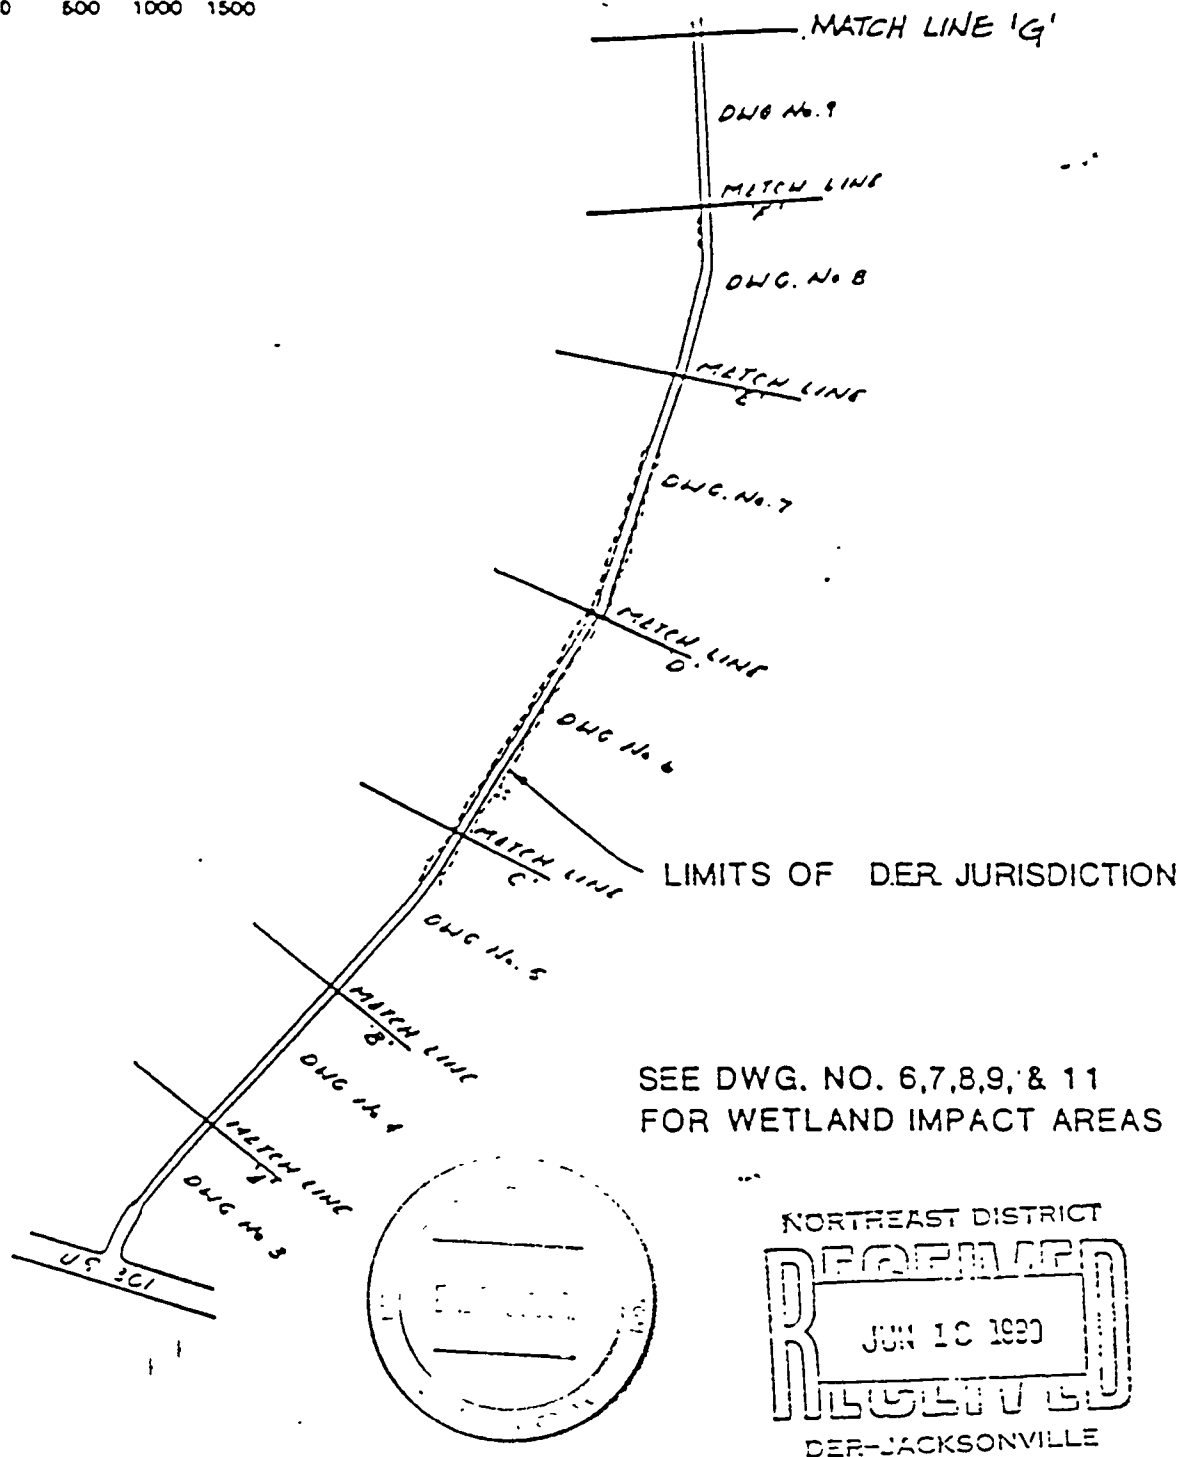 0 500 1000 1500
MATCH LINE 'G'
DWG No. 9
MATCH LINE
'F'
DWG. No 8
MATCH LINE
'E'
DWG. No. 7
MATCH LINE
'D'
DWG No 6
MATCH LINE
'C'
LIMITS OF D.E.R. JURISDICTION
DWG No. 5
MATCH LINE
'B'
DWG No 4
SEE DWG. NO. 6,7,8,9, & 11
FOR WETLAND IMPACT AREAS
MATCH LINE
'A'
DWG No 3
US 301
NORTHEAST DISTRICT
RECEIVED
JUN
RECEIVED
DER-JACKSONVILLE